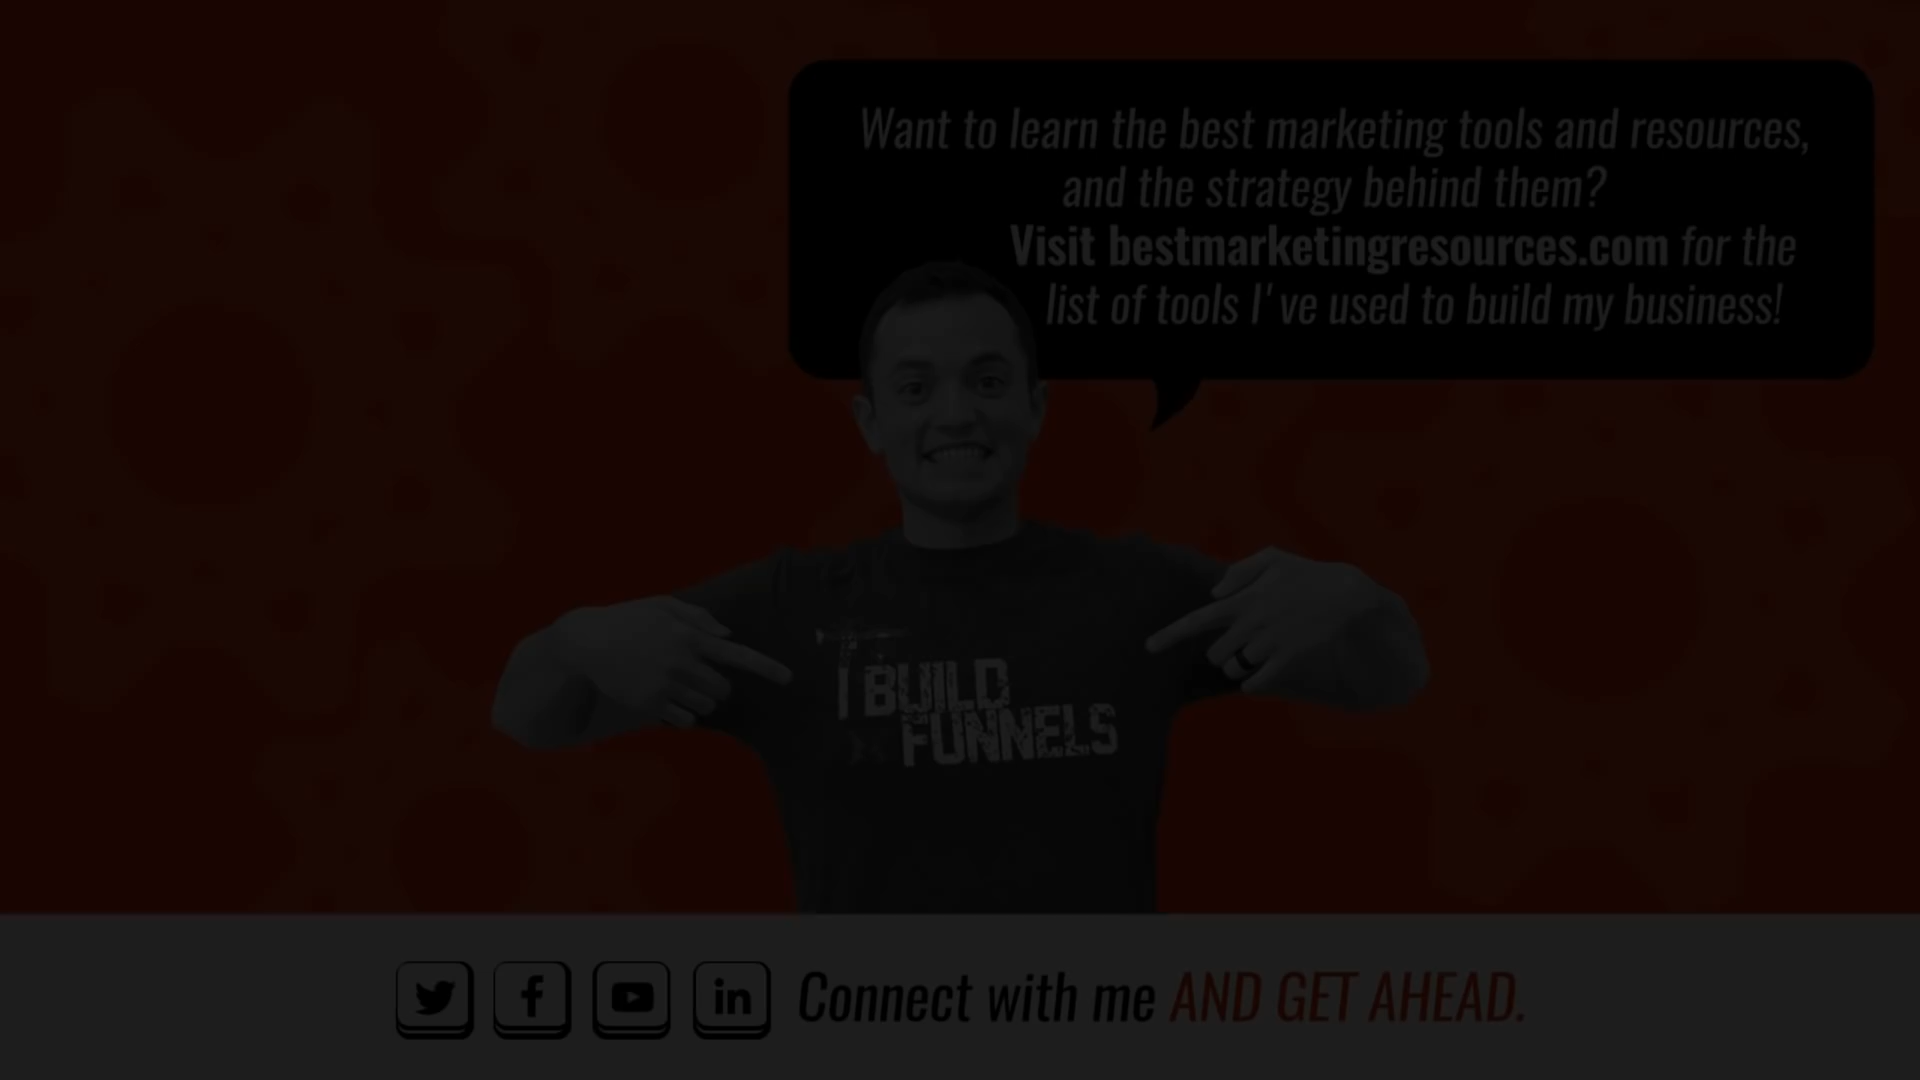 Want to learn the best marketing tools and resources,
and the strategy behind them?
Visit bestmarketingresources.com for the
list of tools I've used to build my business!
I BUILD
FUNNELS
Connect with me AND GET AHEAD.